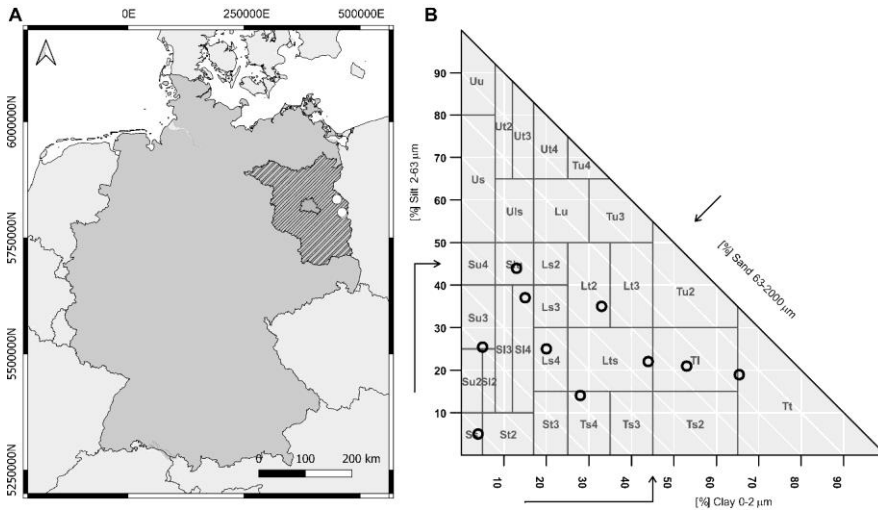 A
0E 250000E 500000E
6000000N
5750000N
5500000N
5250000N
0 100 200 km
B
[%] Silt 2-63 µm
90
80
70
60
50
40
30
20
10
Uu
Ut2
Ut3
Ut4
Tu4
Us
Uls
Lu
Tu3
Su4
Ls2
Lt2
Lt3
Tu2
Su3
Ls3
Sl3
Sl4
Ls4
Lts
Tl
Su2
Sl2
Tt
St2
St3
Ts4
Ts3
Ts2
[%] Sand 63-2000 µm
10 20 30 40 50 60 70 80 90
[%] Clay 0-2 µm